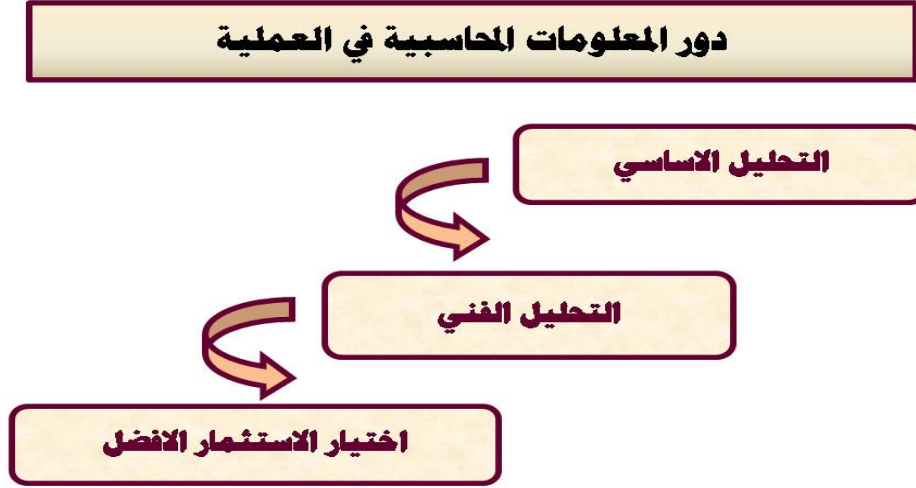 دور المعلومات المحاسبية في العملية
التحليل الاساسي
التحليل الفني
اختيار الاستثمار الافضل